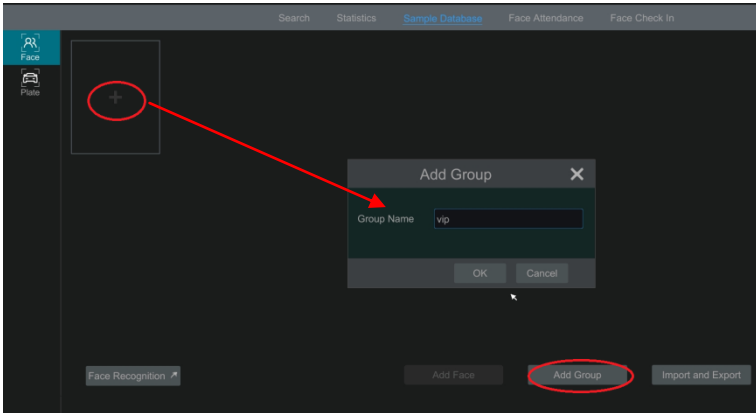 Search Statistics Sample Database Face Attendance Face Check In
Face
Plate
Add Group
Group Name vip
OK Cancel
Face Recognition Add Face Add Group Import and Export